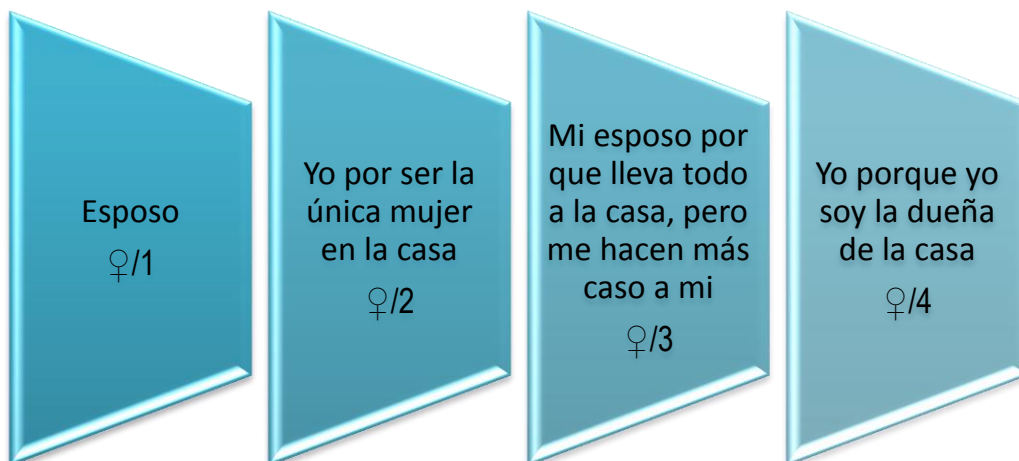 Esposo
♀/1
Yo por ser la
única mujer
en la casa
♀/2
Mi esposo por
que lleva todo
a la casa, pero
me hacen más
caso a mi
♀/3
Yo porque yo
soy la dueña
de la casa
♀/4